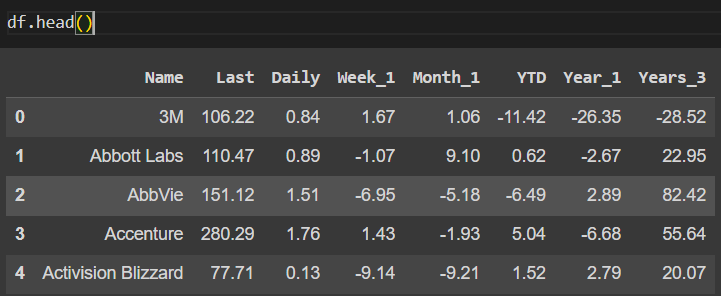 df.head()
Name Last Daily Week_1 Month_1 YTD Year_1 Years_3
0 3M 106.22 0.84 1.67 1.06 -11.42 -26.35 -28.52
1 Abbott Labs 110.47 0.89 -1.07 9.10 0.62 -2.67 22.95
2 AbbVie 151.12 1.51 -6.95 -5.18 -6.49 2.89 82.42
3 Accenture 280.29 1.76 1.43 -1.93 5.04 -6.68 55.64
4 Activision Blizzard 77.71 0.13 -9.14 -9.21 1.52 2.79 20.07